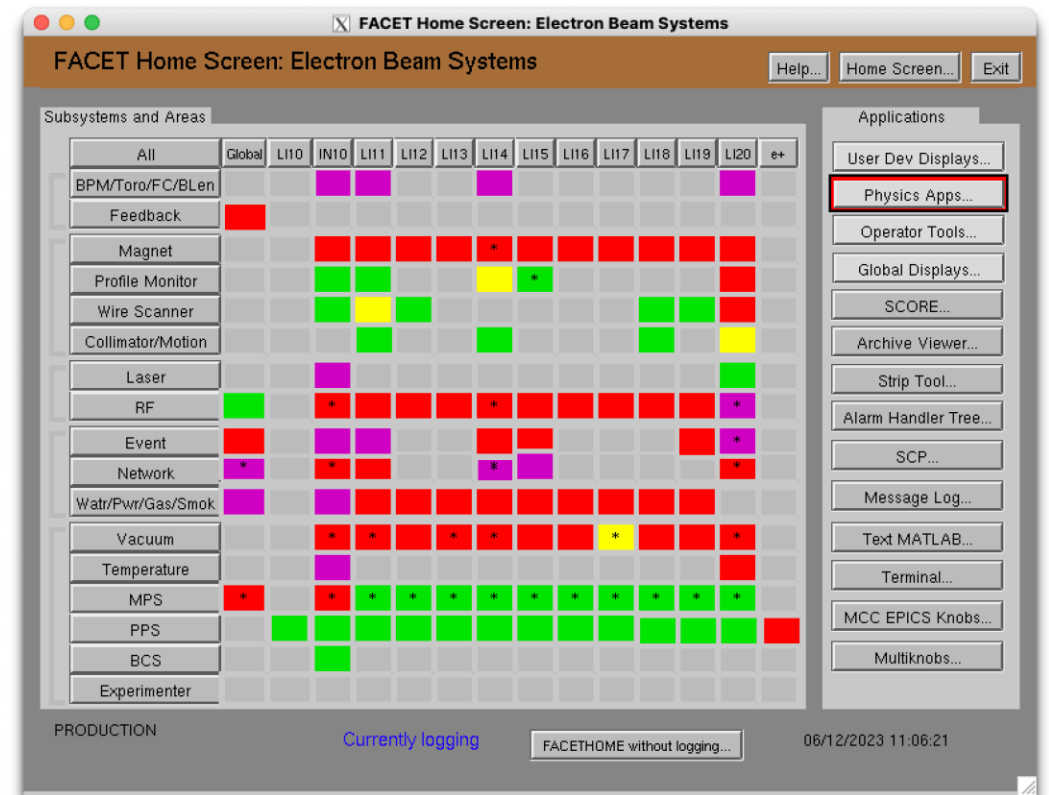 X FACET Home Screen: Electron Beam Systems
FACET Home Screen: Electron Beam Systems
Help... Home Screen... Exit
Subsystems and Areas
Applications
All Global LI10 IN10 LI11 LI12 LI13 LI14 LI15 LI16 LI17 LI18 LI19 LI20 e+
BPM/Toro/FC/BLen
Feedback
Magnet *
Profile Monitor *
Wire Scanner
Collimator/Motion
Laser
RF * * *
Event *
Network * * * *
Watr/Pwr/Gas/Smok
Vacuum * * * * * *
Temperature
MPS * * * * * * * * * * * *
PPS
BCS
Experimenter
User Dev Displays...
Physics Apps...
Operator Tools...
Global Displays...
SCORE...
Archive Viewer...
Strip Tool...
Alarm Handler Tree...
SCP...
Message Log...
Text MATLAB...
Terminal...
MCC EPICS Knobs...
Multiknobs...
PRODUCTION
Currently logging
FACETHOME without logging...
06/12/2023 11:06:21